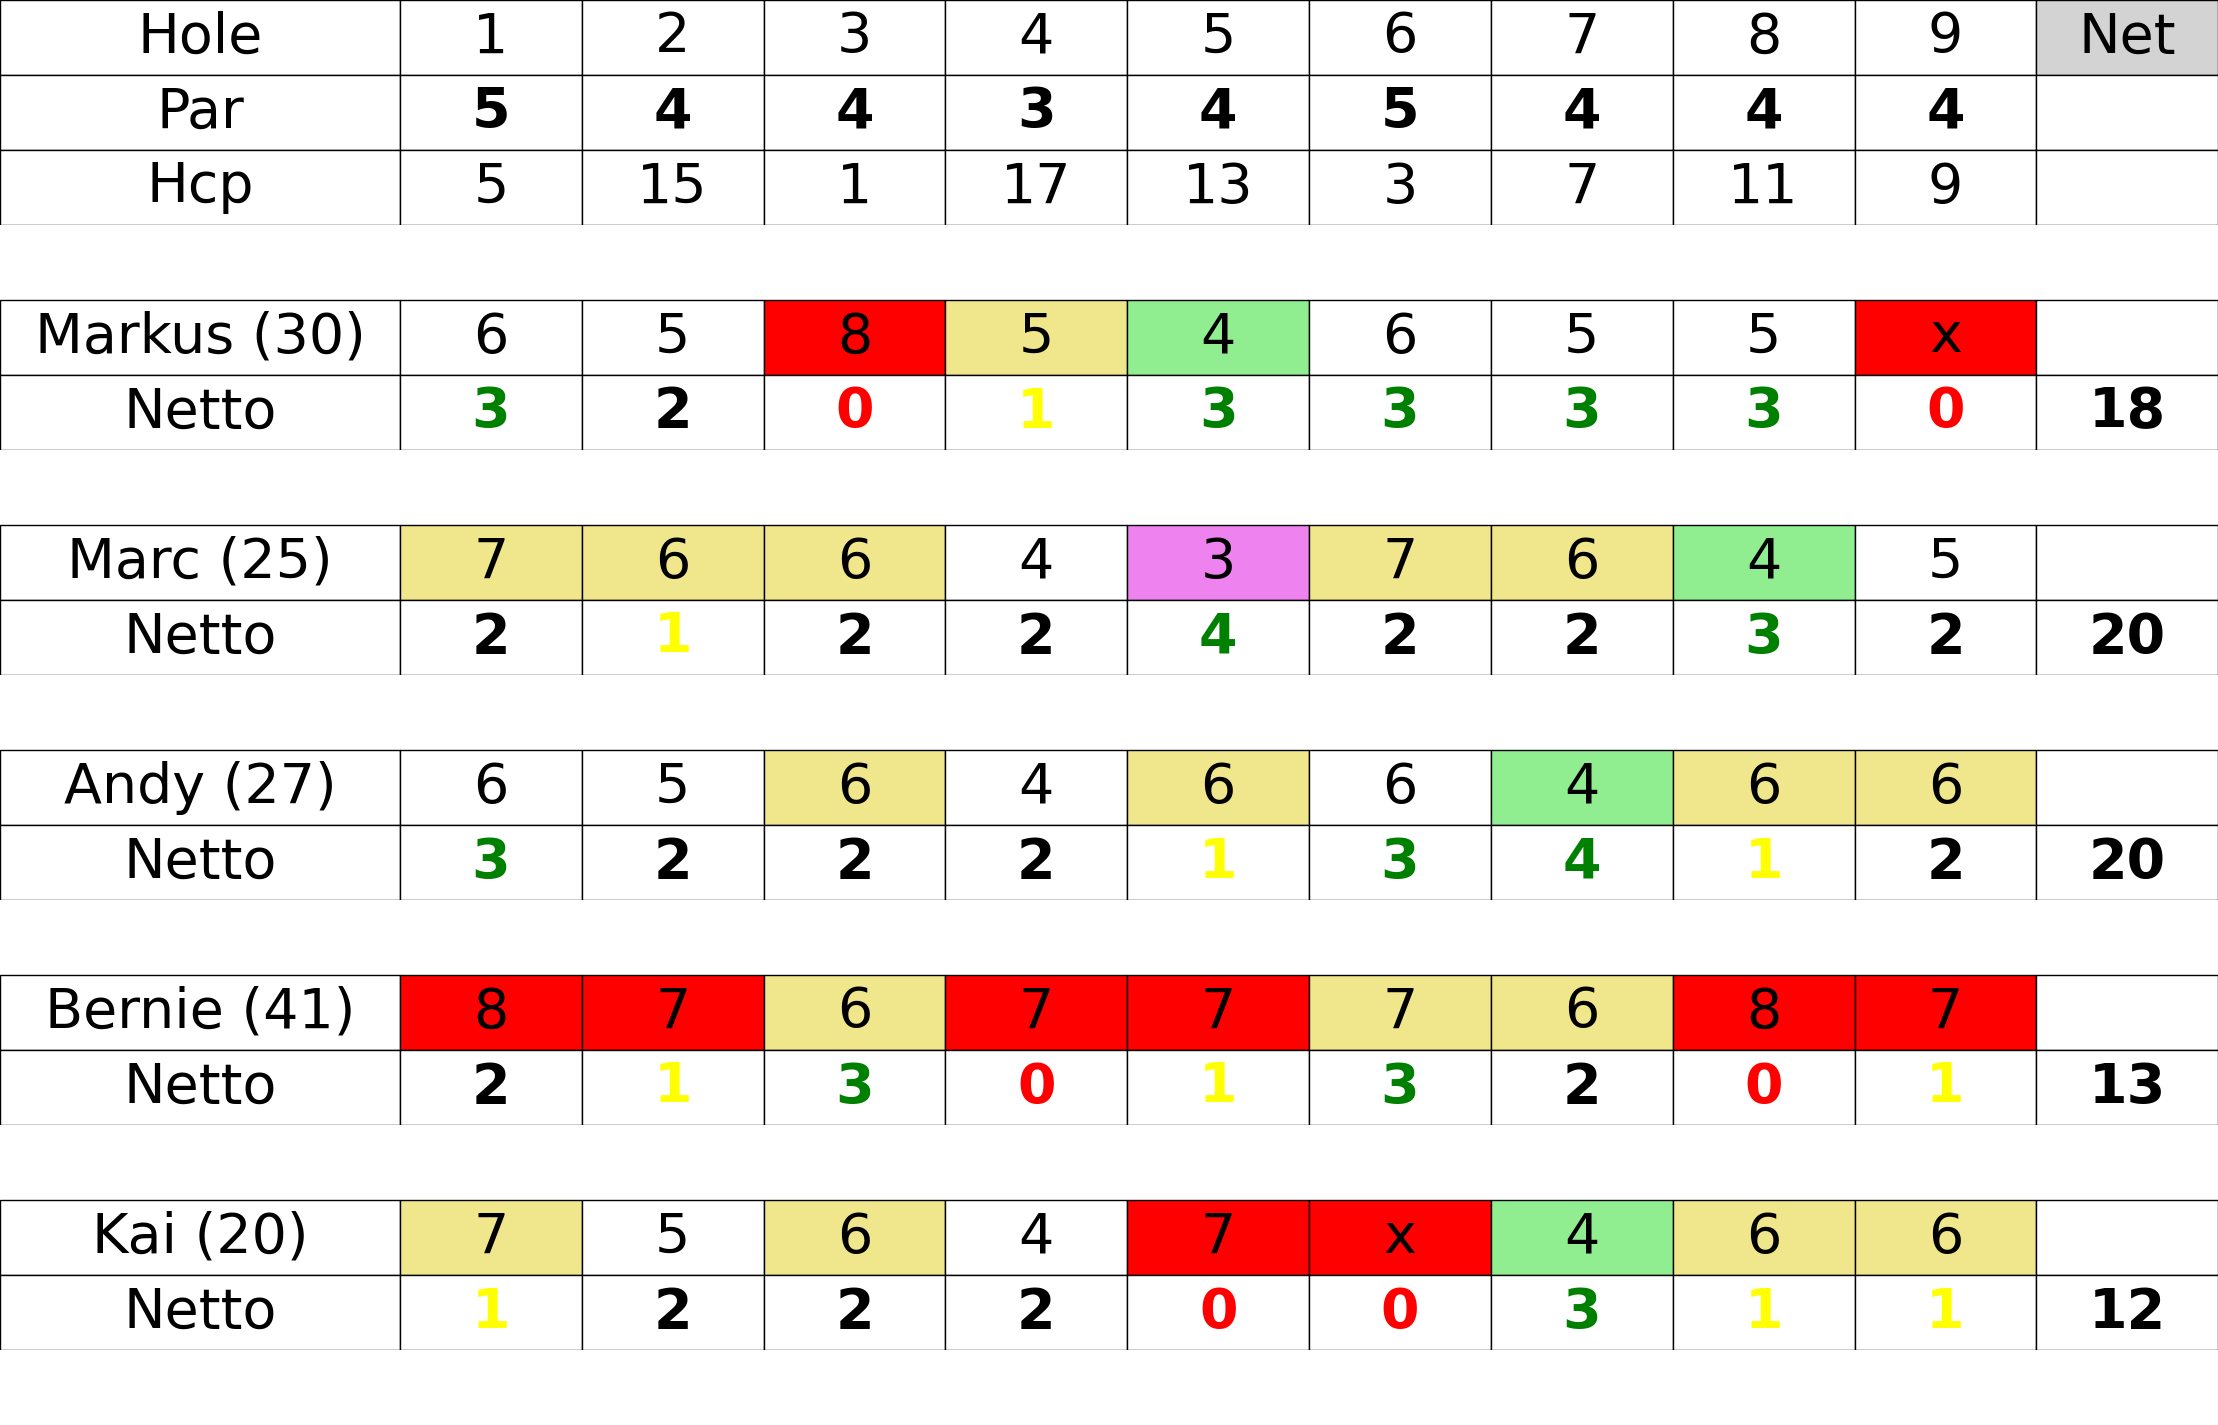 Hole 1 2 3 4 5 6 7 8 9 Net
Par 5 4 4 3 4 5 4 4 4
Hcp 5 15 1 17 13 3 7 11 9
Markus (30) 6 5 8 5 4 6 5 5 x
Netto 3 2 0 1 3 3 3 3 0 18
Marc (25) 7 6 6 4 3 7 6 4 5
Netto 2 1 2 2 4 2 2 3 2 20
Andy (27) 6 5 6 4 6 6 4 6 6
Netto 3 2 2 2 1 3 4 1 2 20
Bernie (41) 8 7 6 7 7 7 6 8 7
Netto 2 1 3 0 1 3 2 0 1 13
Kai (20) 7 5 6 4 7 x 4 6 6
Netto 1 2 2 2 0 0 3 1 1 12